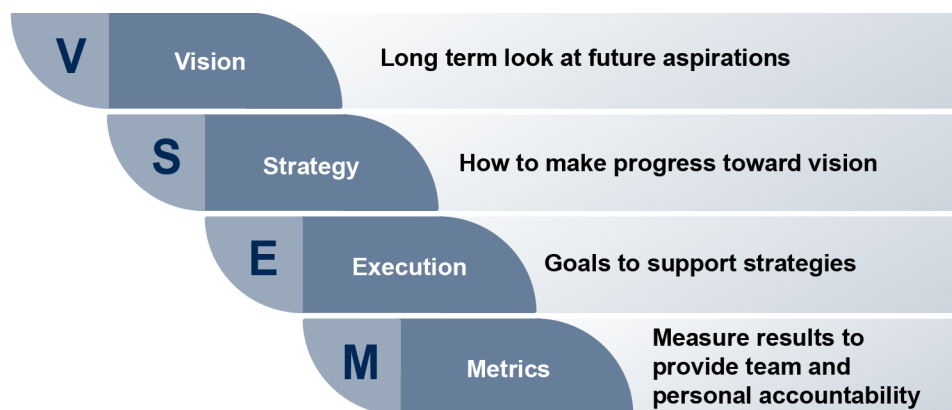 V
Vision
Long term look at future aspirations
S
Strategy
How to make progress toward vision
E
Execution
Goals to support strategies
M
Metrics
Measure results to
provide team and
personal accountability